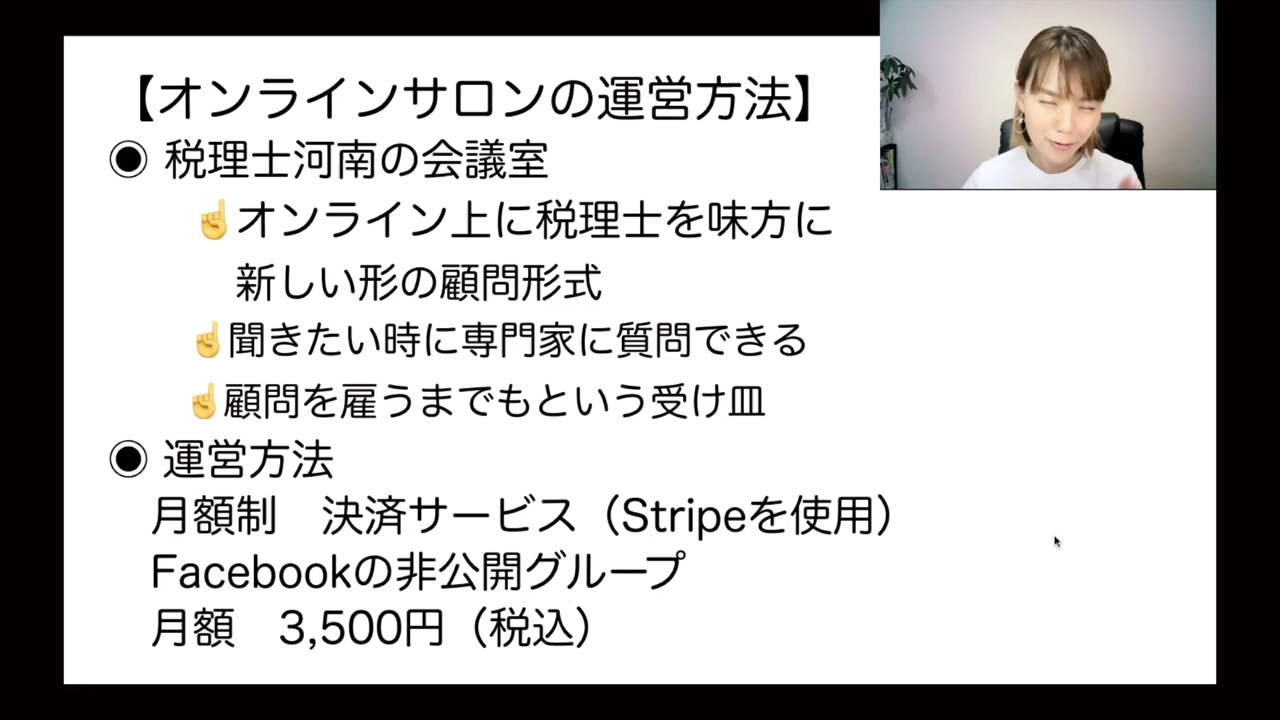 【オンラインサロンの運営方法】
◉ 税理士河南の会議室
☝オンライン上に税理士を味方に
新しい形の顧問形式
☝聞きたい時に専門家に質問できる
☝顧問を雇うまでもという受け皿
◉ 運営方法
月額制　決済サービス（Stripeを使用）
Facebookの非公開グループ
月額　3,500円（税込）